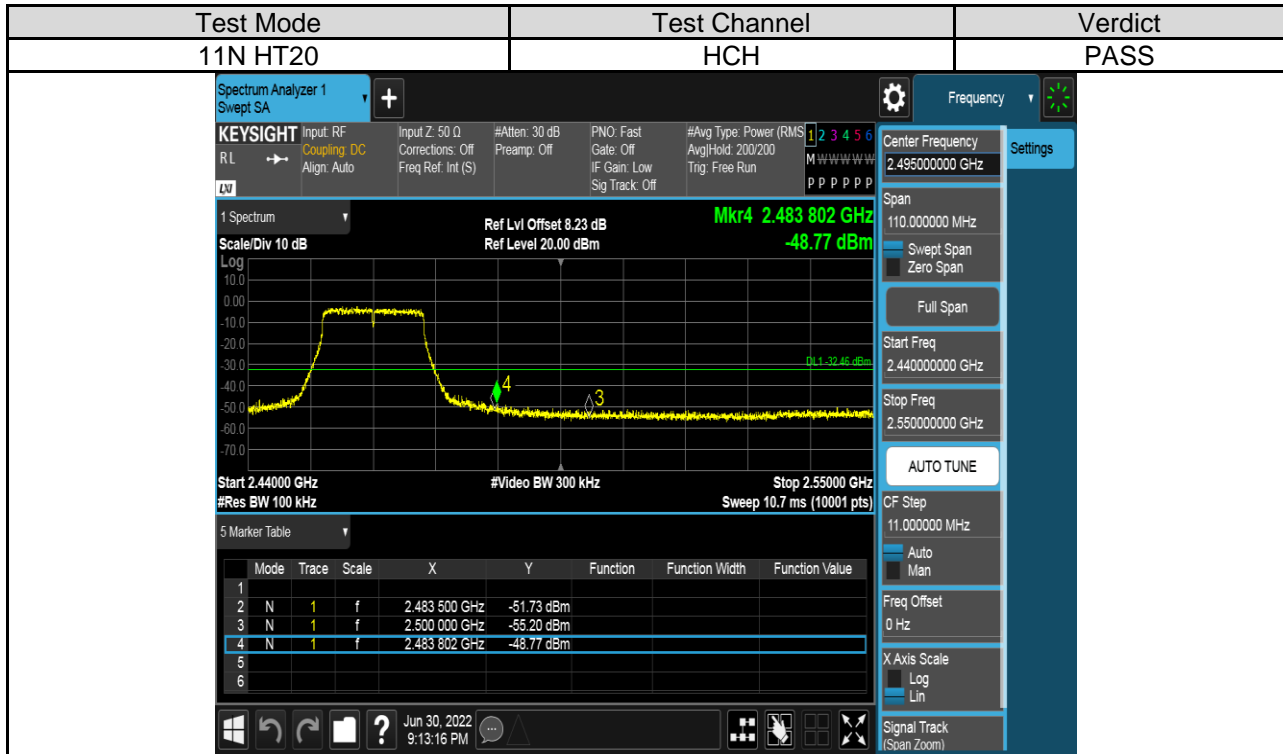 Test Mode Test Channel Verdict
11N HT20 HCH PASS
Spectrum Analyzer 1
Swept SA
+
Frequency
KEYSIGHT Input: RF Input Z: 50 Ω #Atten: 30 dB PNO: Fast #Avg Type: Power (RMS 1 2 3 4 5 6
RL Coupling: DC Corrections: Off Preamp: Off Gate: Off Avg|Hold: 200/200 M W W W W W
Align: Auto Freq Ref: Int (S) IF Gain: Low Trig: Free Run
LXI Sig Track: Off P P P P P P
1 Spectrum
Ref Lvl Offset 8.23 dB
Mkr4 2.483 802 GHz
Scale/Div 10 dB Ref Level 20.00 dBm -48.77 dBm
Log
10.0
0.00
-10.0
-20.0
-30.0
DL1 -32.46 dBm
-40.0
4
3
-50.0
-60.0
-70.0
Start 2.44000 GHz #Video BW 300 kHz Stop 2.55000 GHz
#Res BW 100 kHz Sweep 10.7 ms (10001 pts)
5 Marker Table
Mode Trace Scale X Y Function Function Width Function Value
1
2 N 1 f 2.483 500 GHz -51.73 dBm
3 N 1 f 2.500 000 GHz -55.20 dBm
4 N 1 f 2.483 802 GHz -48.77 dBm
5
6
?
Jun 30, 2022
9:13:16 PM
Center Frequency
2.495000000 GHz
Settings
Span
110.000000 MHz
Swept Span
Zero Span
Full Span
Start Freq
2.440000000 GHz
Stop Freq
2.550000000 GHz
AUTO TUNE
CF Step
11.000000 MHz
Auto
Man
Freq Offset
0 Hz
X Axis Scale
Log
Lin
Signal Track
(Span Zoom)